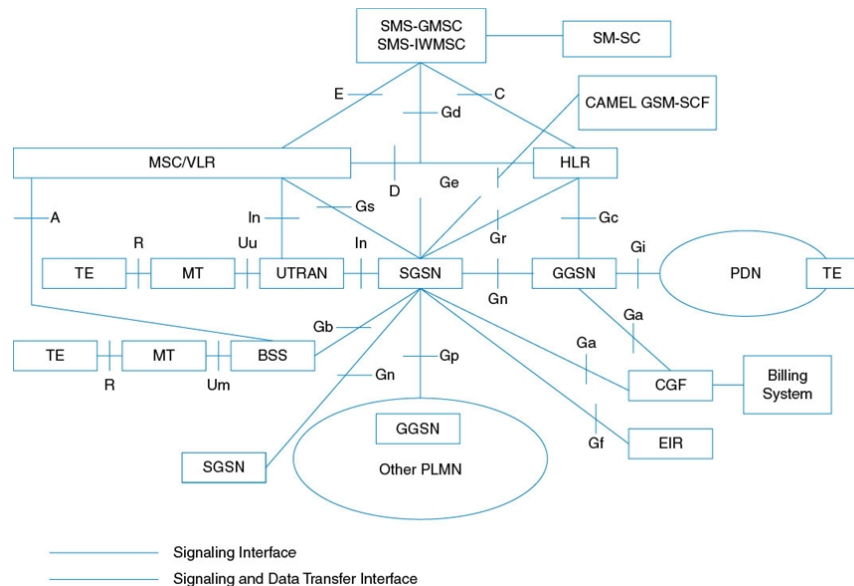 SMS-GMSC
SMS-IWMSC
SM-SC
E
C
Gd
CAMEL GSM-SCF
MSC/VLR
HLR
D
Ge
A
In
Gs
Gr
Gc
R
Uu
In
Gi
TE
MT
UTRAN
SGSN
GGSN
PDN
TE
Gn
Gb
Ga
Ga
TE
MT
BSS
Gn
Gp
R
Um
CGF
Billing
System
GGSN
Gf
EIR
SGSN
Other PLMN
Signaling Interface
Signaling and Data Transfer Interface